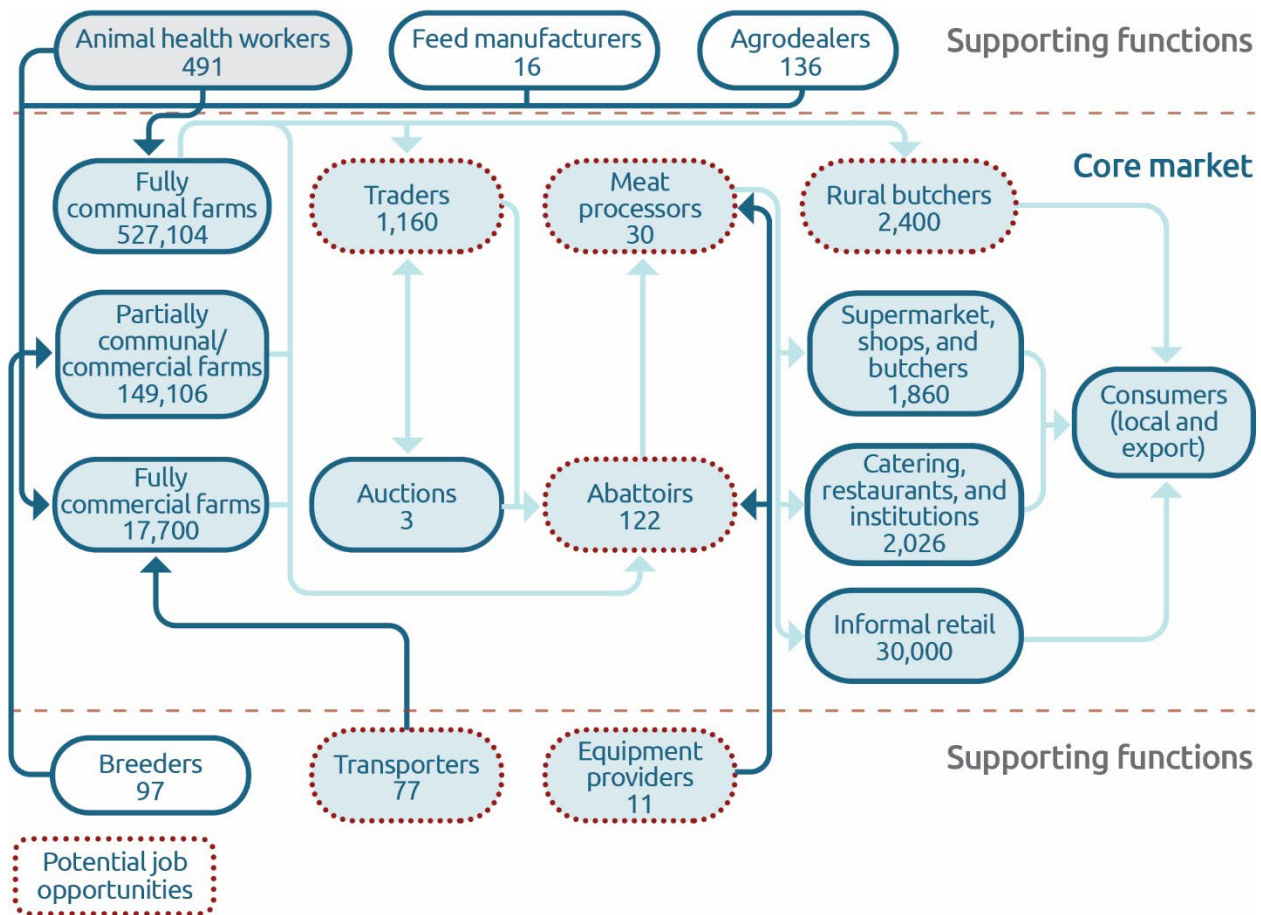 Animal health workers
491
Feed manufacturers
16
Agrodealers
136
Supporting functions
Core market
Fully
communal farms
527,104
Traders
1,160
Meat
processors
30
Rural butchers
2,400
Partially
communal/
commercial farms
149,106
Supermarket,
shops, and
butchers
1,860
Consumers
(local and
export)
Fully
commercial farms
17,700
Auctions
3
Abattoirs
122
Catering,
restaurants, and
institutions
2,026
Informal retail
30,000
Breeders
97
Transporters
77
Equipment
providers
11
Supporting functions
Potential job
opportunities